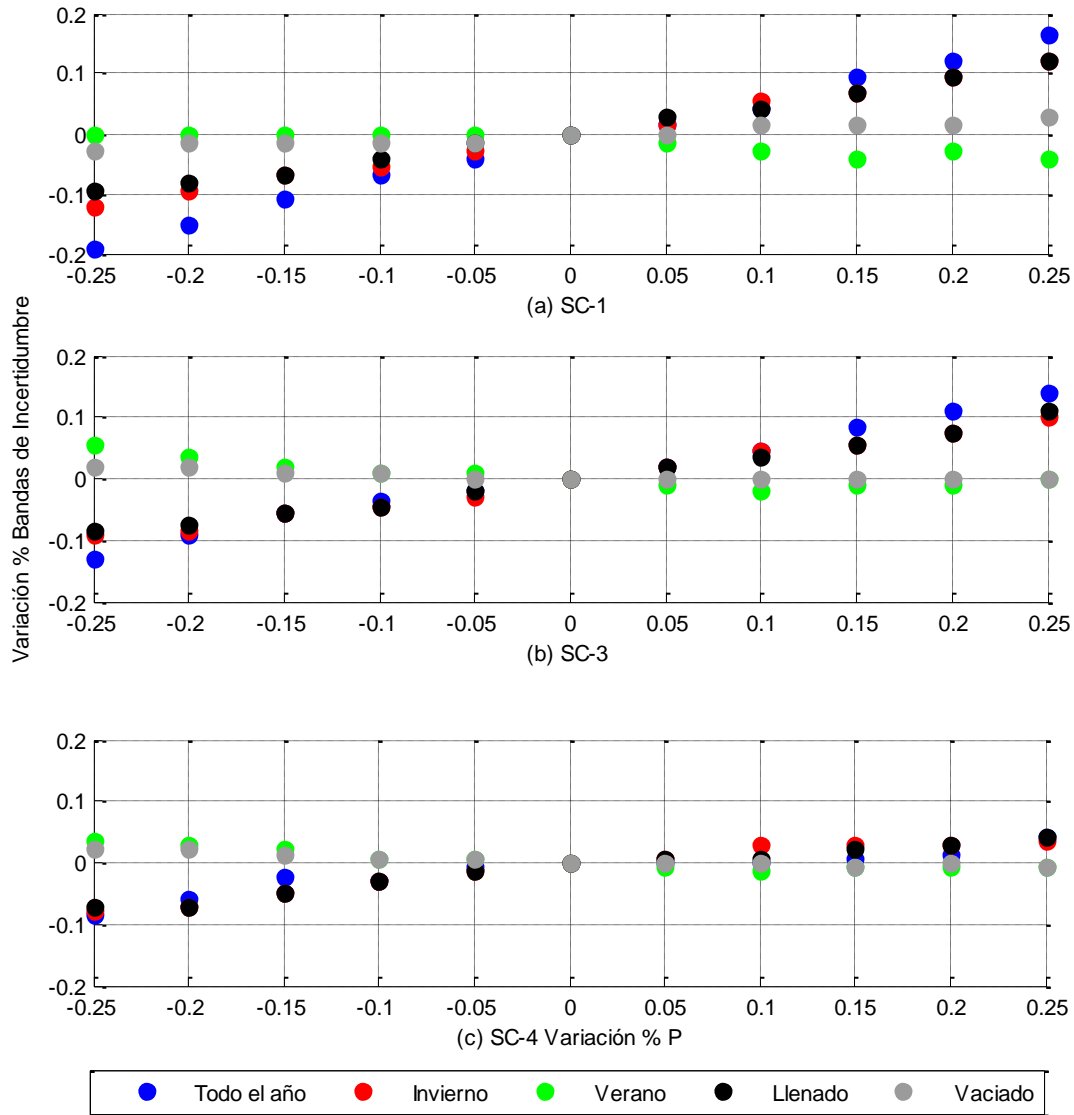 0.2
0.1
0
-0.1
-0.2
-0.25 -0.2 -0.15 -0.1 -0.05 0 0.05 0.1 0.15 0.2 0.25
(a) SC-1
Variación % Bandas de Incertidumbre
0.2
0.1
0
-0.1
-0.2
-0.25 -0.2 -0.15 -0.1 -0.05 0 0.05 0.1 0.15 0.2 0.25
(b) SC-3
0.2
0.1
0
-0.1
-0.2
-0.25 -0.2 -0.15 -0.1 -0.05 0 0.05 0.1 0.15 0.2 0.25
(c) SC-4 Variación % P
Todo el año Invierno Verano Llenado Vaciado